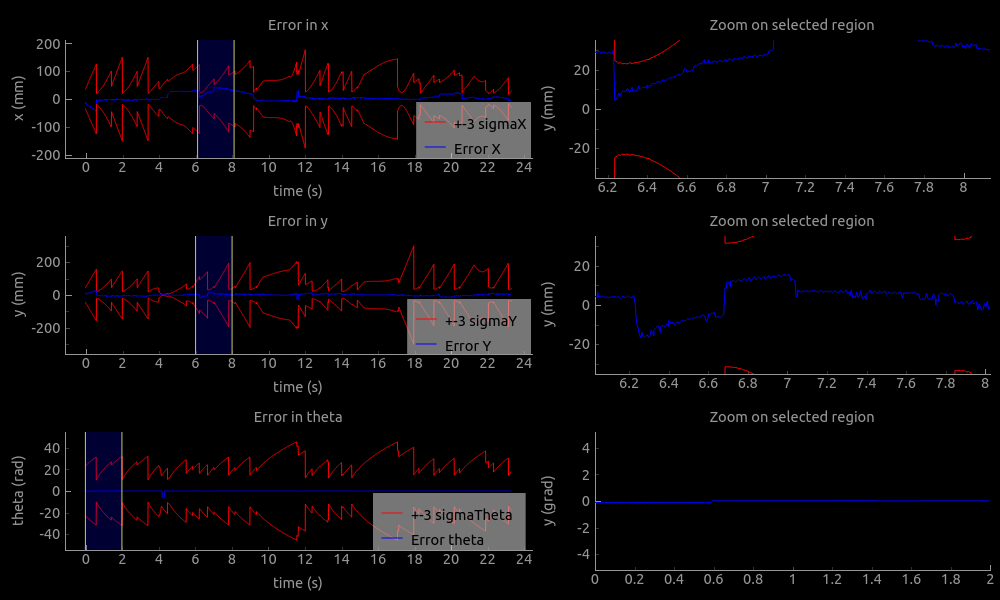 Error in x
x (mm)
200
100
0
-100
-200
0 2 4 6 8 10 12 14 16 18 20 22 24
time (s)
+-3 sigmaX
Error X
Zoom on selected region
y (mm)
20
0
-20
6.2 6.4 6.6 6.8 7 7.2 7.4 7.6 7.8 8
Error in y
y (mm)
200
0
-200
0 2 4 6 8 10 12 14 16 18 20 22 24
time (s)
+-3 sigmaY
Error Y
Zoom on selected region
y (mm)
20
0
-20
6.2 6.4 6.6 6.8 7 7.2 7.4 7.6 7.8 8
Error in theta
theta (rad)
40
20
0
-20
-40
0 2 4 6 8 10 12 14 16 18 20 22 24
time (s)
+-3 sigmaTheta
Error theta
Zoom on selected region
y (grad)
4
2
0
-2
-4
0 0.2 0.4 0.6 0.8 1 1.2 1.4 1.6 1.8 2